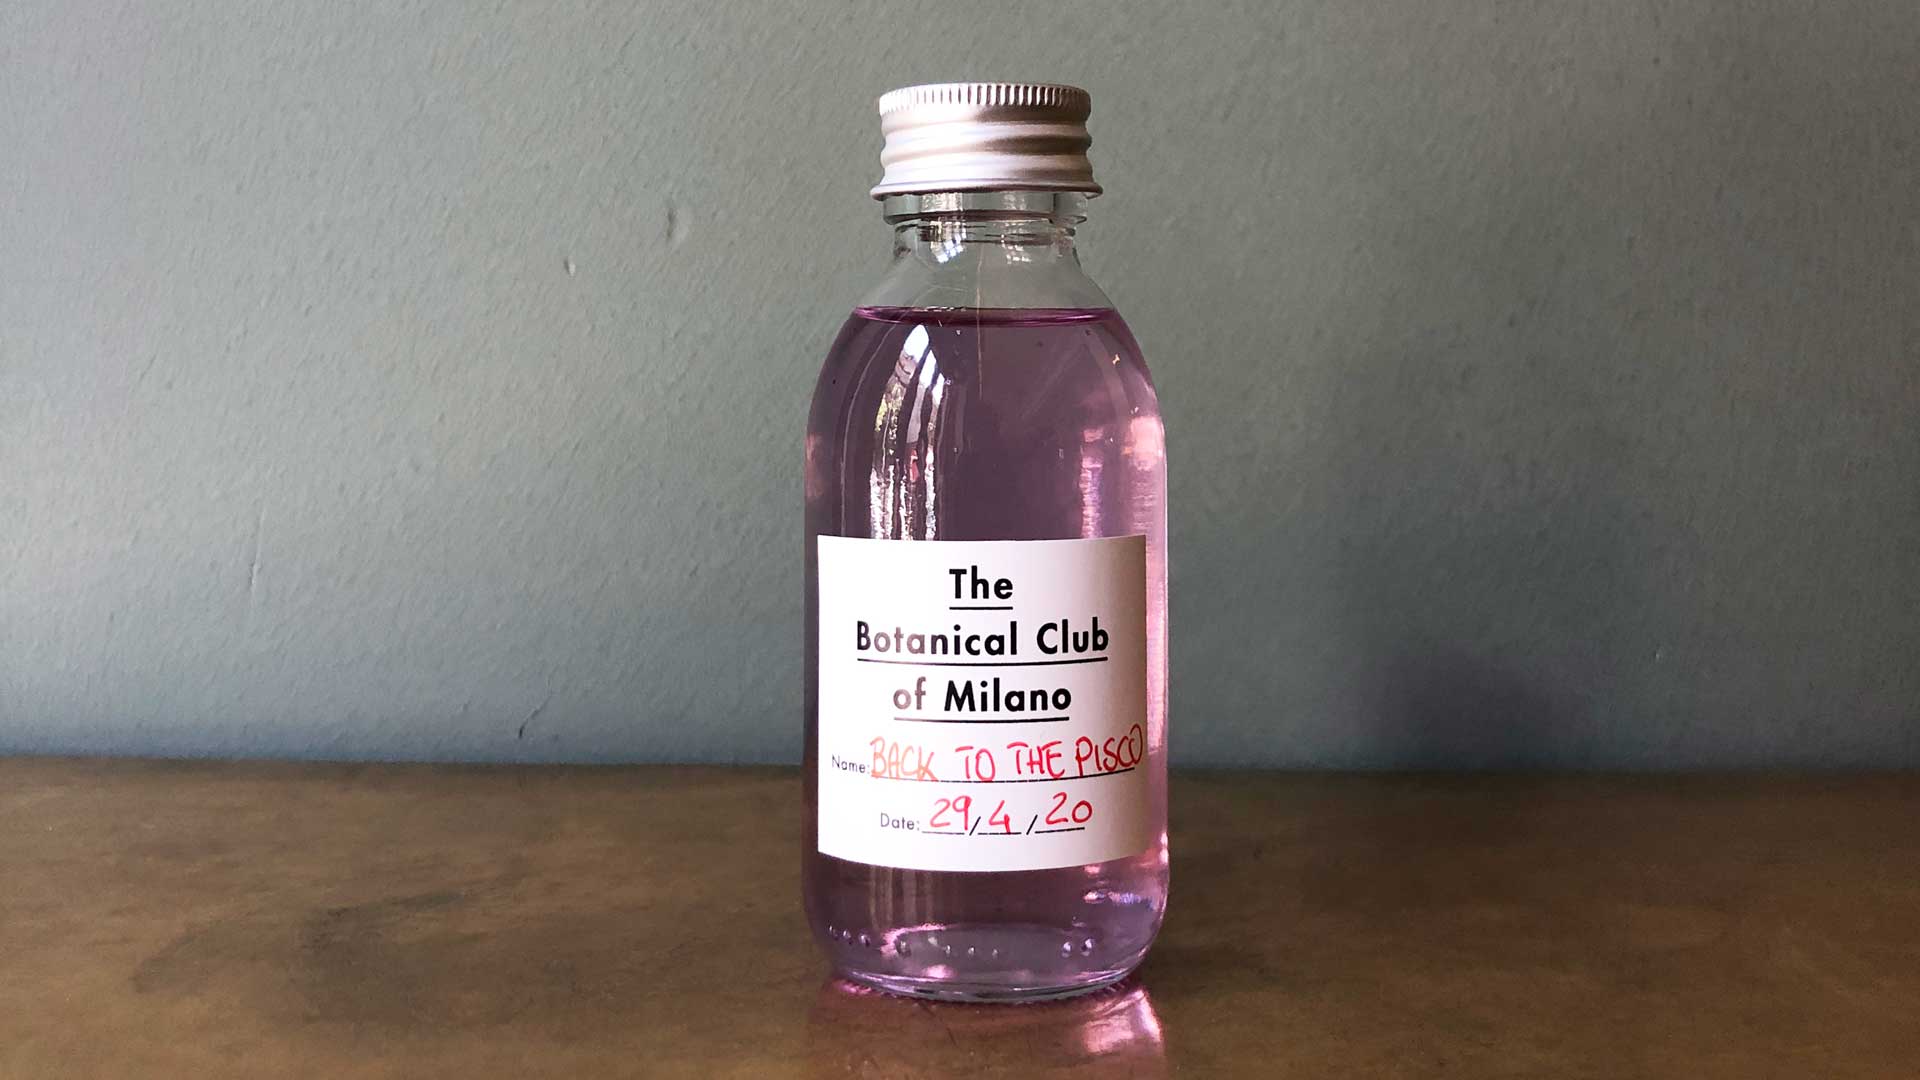 The
Botanical Club
of Milano
Name: BACK TO THE PISCO
Date: 29/4/20